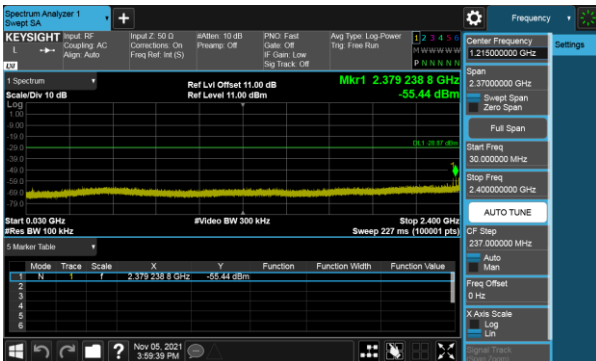 Spectrum Analyzer 1
Swept SA
+
Frequency
KEYSIGHT
L
Input: RF
Coupling: AC
Align: Auto
Input Z: 50 Ω
Corrections: On
Freq Ref: Int (S)
#Atten: 10 dB
Preamp: Off
PNO: Fast
Gate: Off
IF Gain: Low
Sig Track: Off
Avg Type: Log-Power
Trig: Free Run
1 2 3 4 5 6
M W W W W W
P N N N N N
1 Spectrum
Scale/Div 10 dB
Log
Ref Lvl Offset 11.00 dB
Ref Level 11.00 dBm
Mkr1 2.379 238 8 GHz
-55.44 dBm
1.00
-9.00
-19.0
-29.0
-39.0
-49.0
-59.0
-69.0
-79.0
DL1 -28.87 dBm
Start 0.030 GHz
#Res BW 100 kHz
#Video BW 300 kHz
Stop 2.400 GHz
Sweep 227 ms (100001 pts)
5 Marker Table
Mode Trace Scale X Y Function Function Width Function Value
1 N 1 f 2.379 238 8 GHz -55.44 dBm
2
3
4
5
6
Nov 05, 2021
3:59:39 PM
?
Center Frequency
1.215000000 GHz
Settings
Span
2.37000000 GHz
Swept Span
Zero Span
Full Span
Start Freq
30.000000 MHz
Stop Freq
2.400000000 GHz
AUTO TUNE
CF Step
237.000000 MHz
Auto
Man
Freq Offset
0 Hz
X Axis Scale
Log
Lin
Signal Track